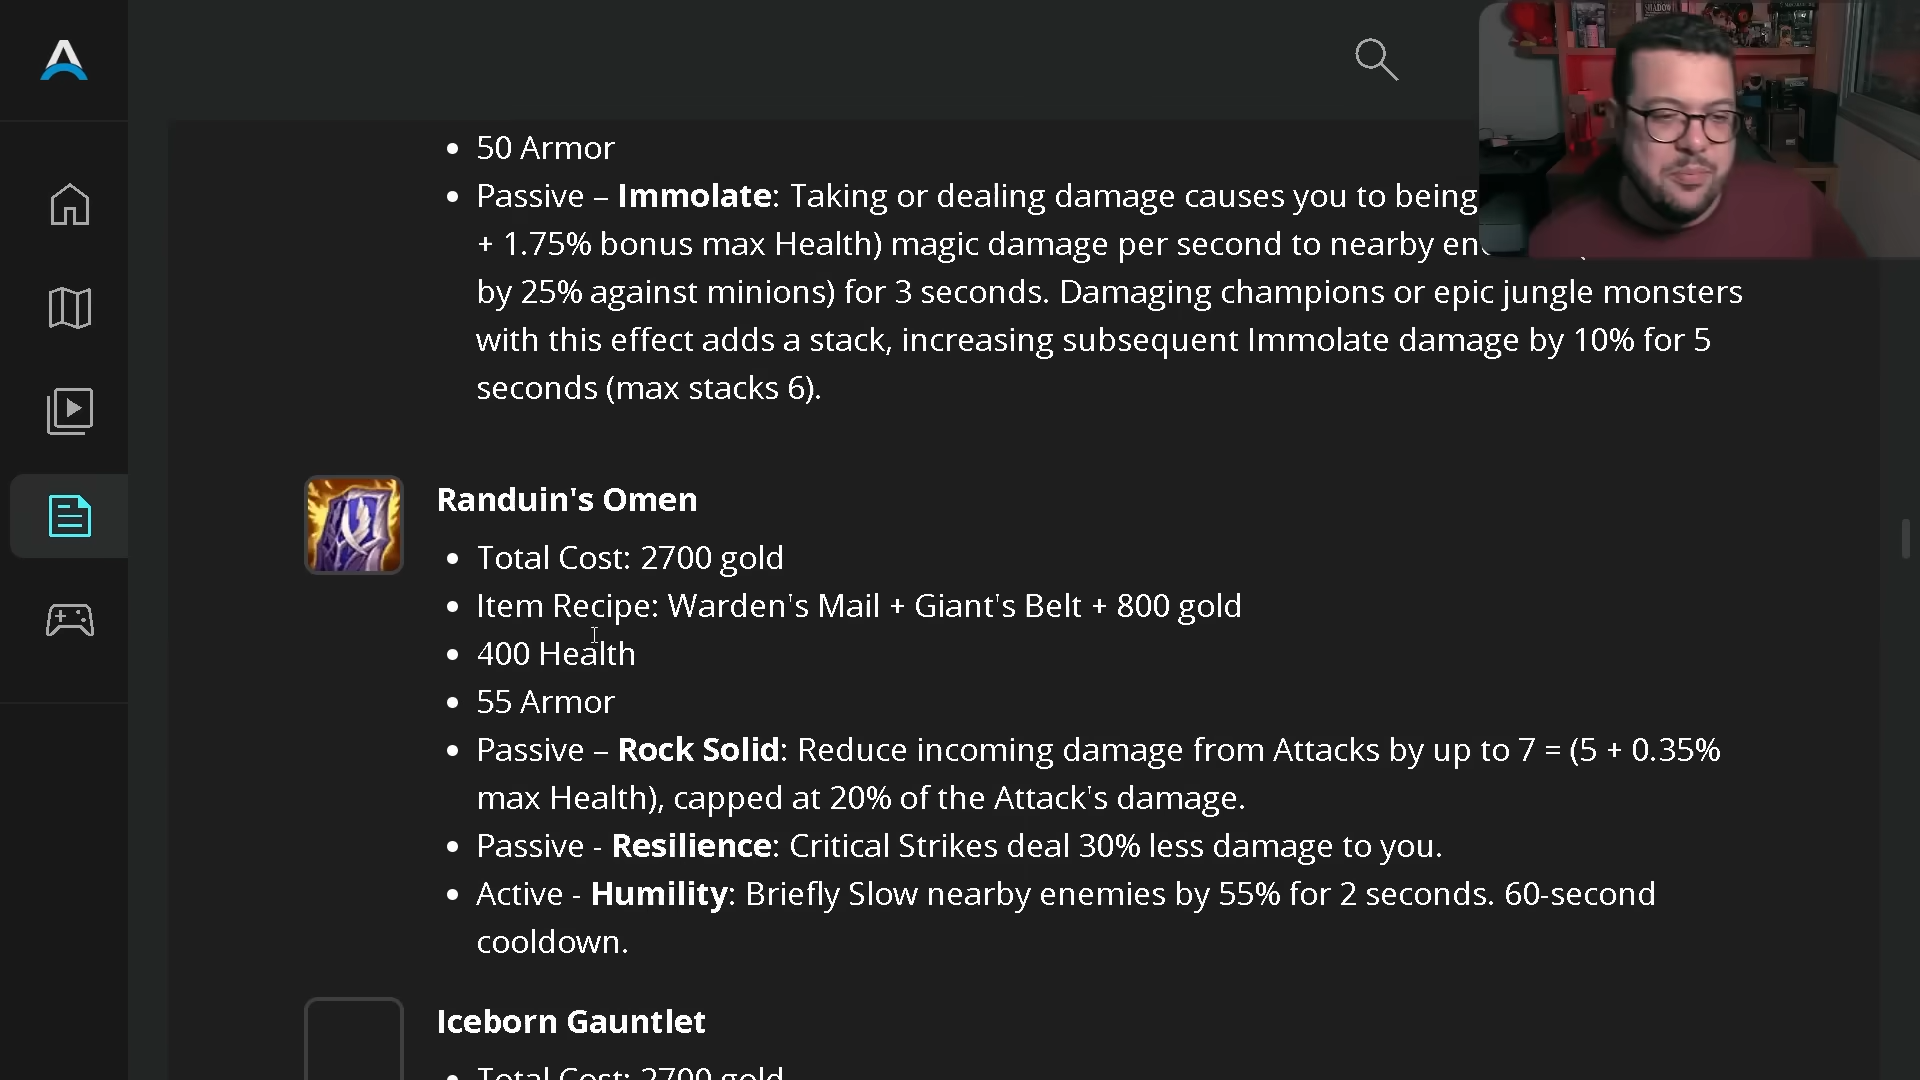 50 Armor
Passive – Immolate: Taking or dealing damage causes you to being
+ 1.75% bonus max Health) magic damage per second to nearby
by 25% against minions) for 3 seconds. Damaging champions or epic jungle monsters
with this effect adds a stack, increasing subsequent Immolate damage by 10% for 5
seconds (max stacks 6).
Randuin's Omen
Total Cost: 2700 gold
Item Recipe: Warden's Mail + Giant's Belt + 800 gold
400 Health
55 Armor
Passive – Rock Solid: Reduce incoming damage from Attacks by up to 7 = (5 + 0.35%
max Health), capped at 20% of the Attack's damage.
Passive - Resilience: Critical Strikes deal 30% less damage to you.
Active - Humility: Briefly Slow nearby enemies by 55% for 2 seconds. 60-second
cooldown.
Iceborn Gauntlet
Total Cost: 2700 gold